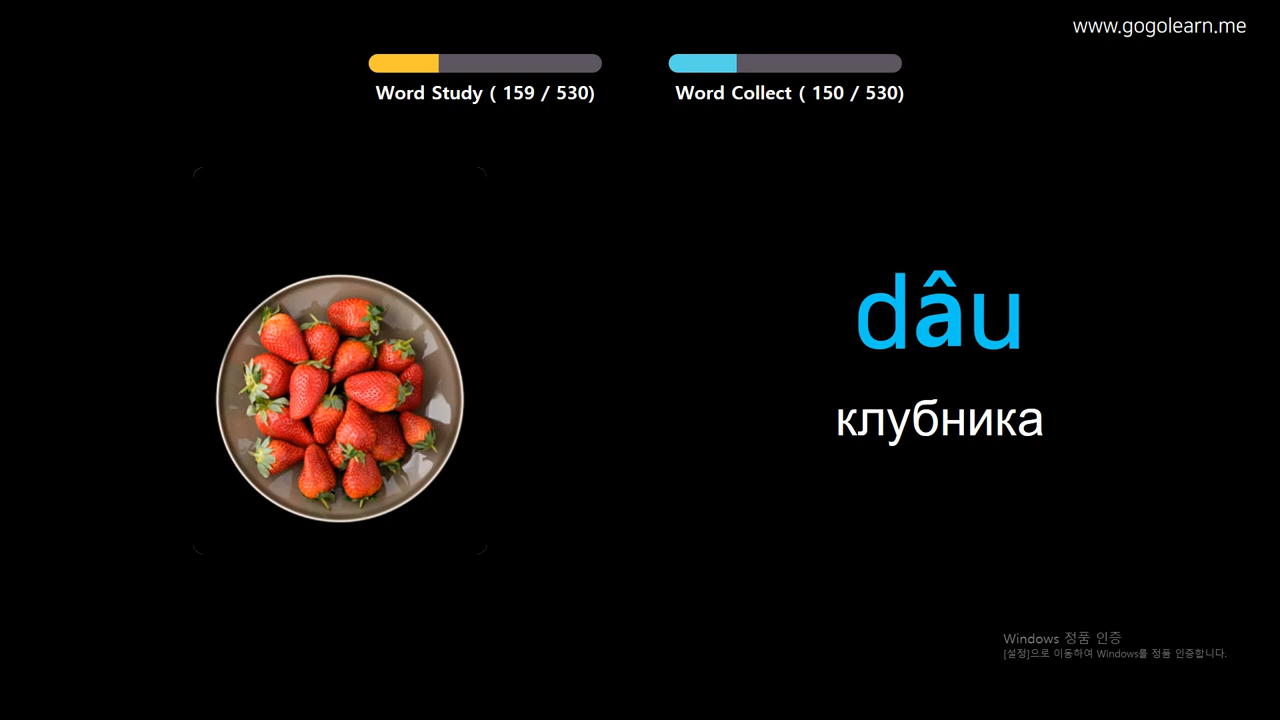 www.gogolearn.me
Word Study ( 159 / 530)
Word Collect ( 150 / 530)
dâu
клубника
Windows 정품 인증
[설정]으로 이동하여 Windows를 정품 인증합니다.